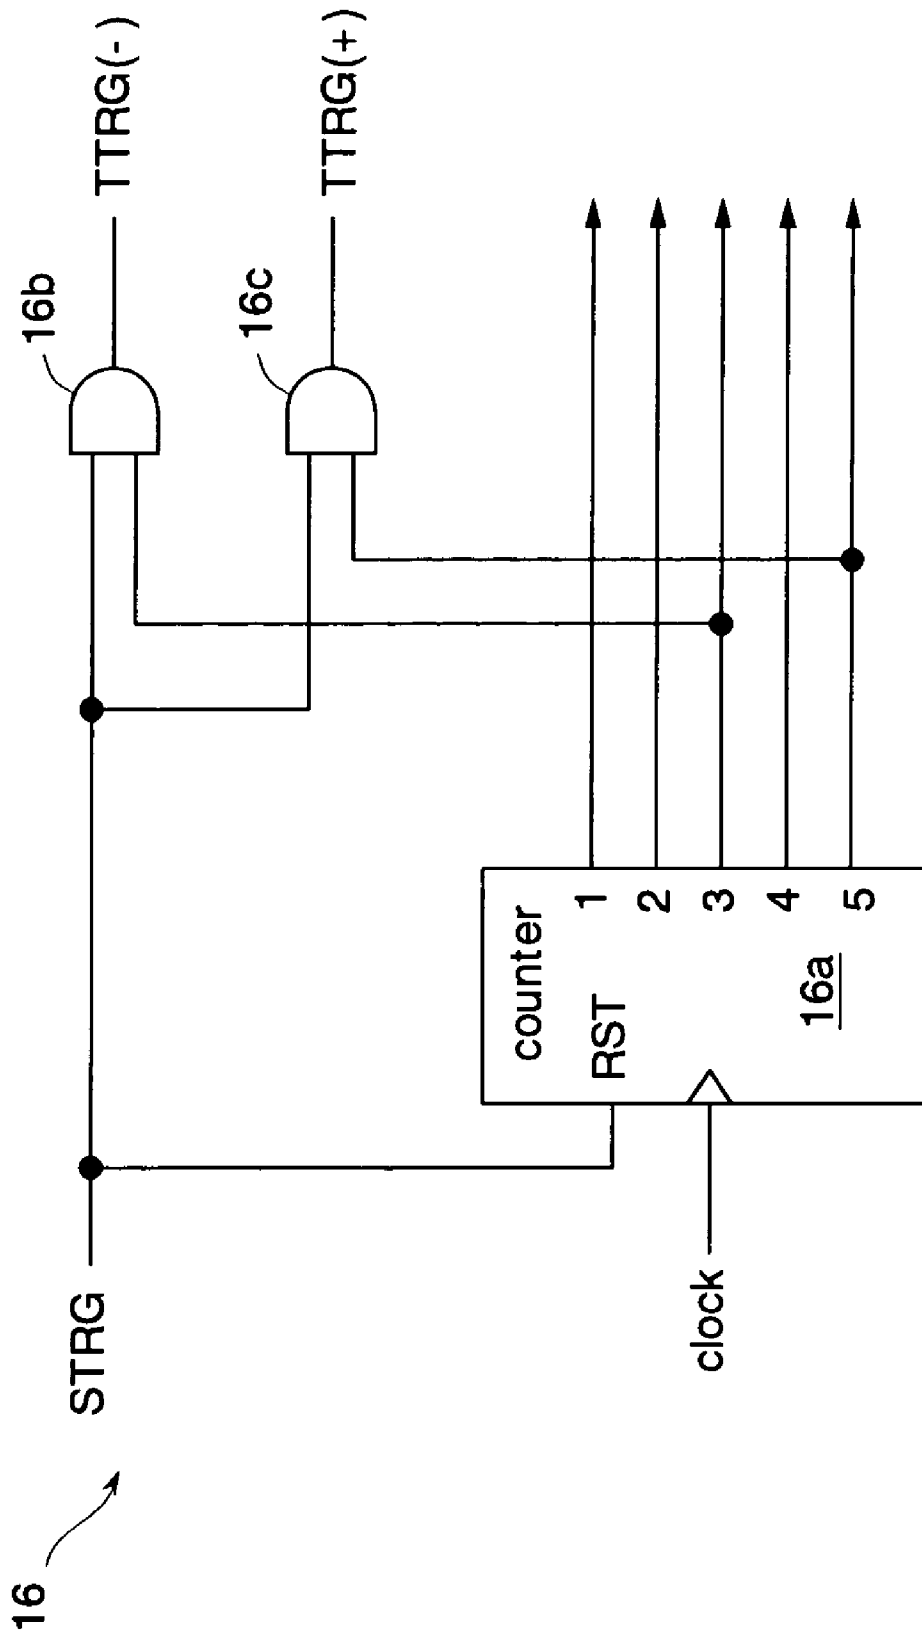 16
STRG
16b
TTRG(-)
16c
TTRG(+)
clock
counter
RST
1
2
3
4
5
16a